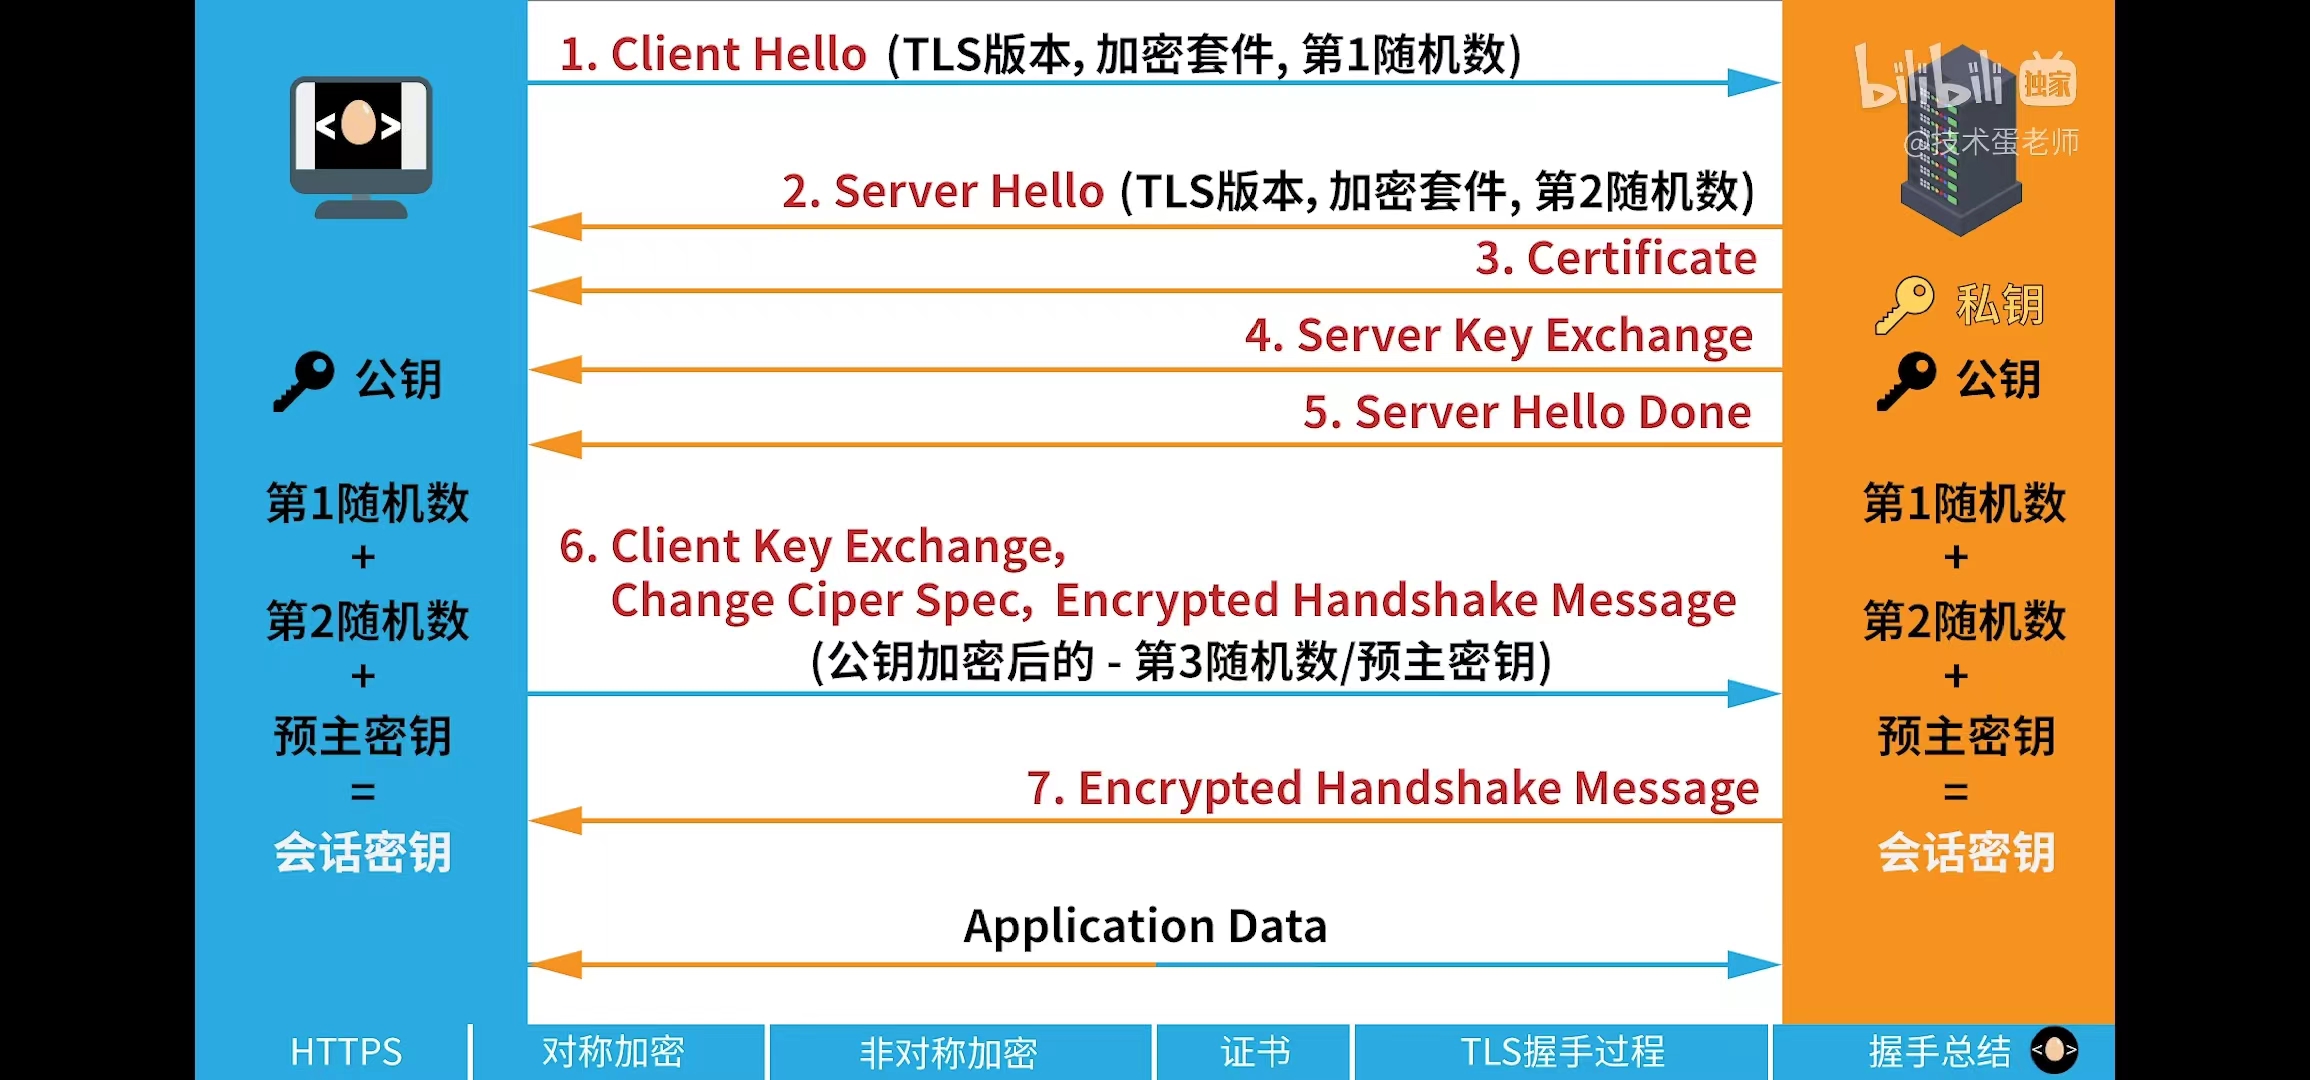 1. Client Hello (TLS版本, 加密套件, 第1随机数)
bilibili 独家
@技术蛋老师
< >
2. Server Hello (TLS版本, 加密套件, 第2随机数)
3. Certificate
私钥
4. Server Key Exchange
公钥
公钥
5. Server Hello Done
第1随机数
+
第2随机数
+
预主密钥
=
会话密钥
6. Client Key Exchange,
Change Ciper Spec, Encrypted Handshake Message
(公钥加密后的 - 第3随机数/预主密钥)
7. Encrypted Handshake Message
Application Data
第1随机数
+
第2随机数
+
预主密钥
=
会话密钥
HTTPS
对称加密
非对称加密
证书
TLS握手过程
握手总结
< >